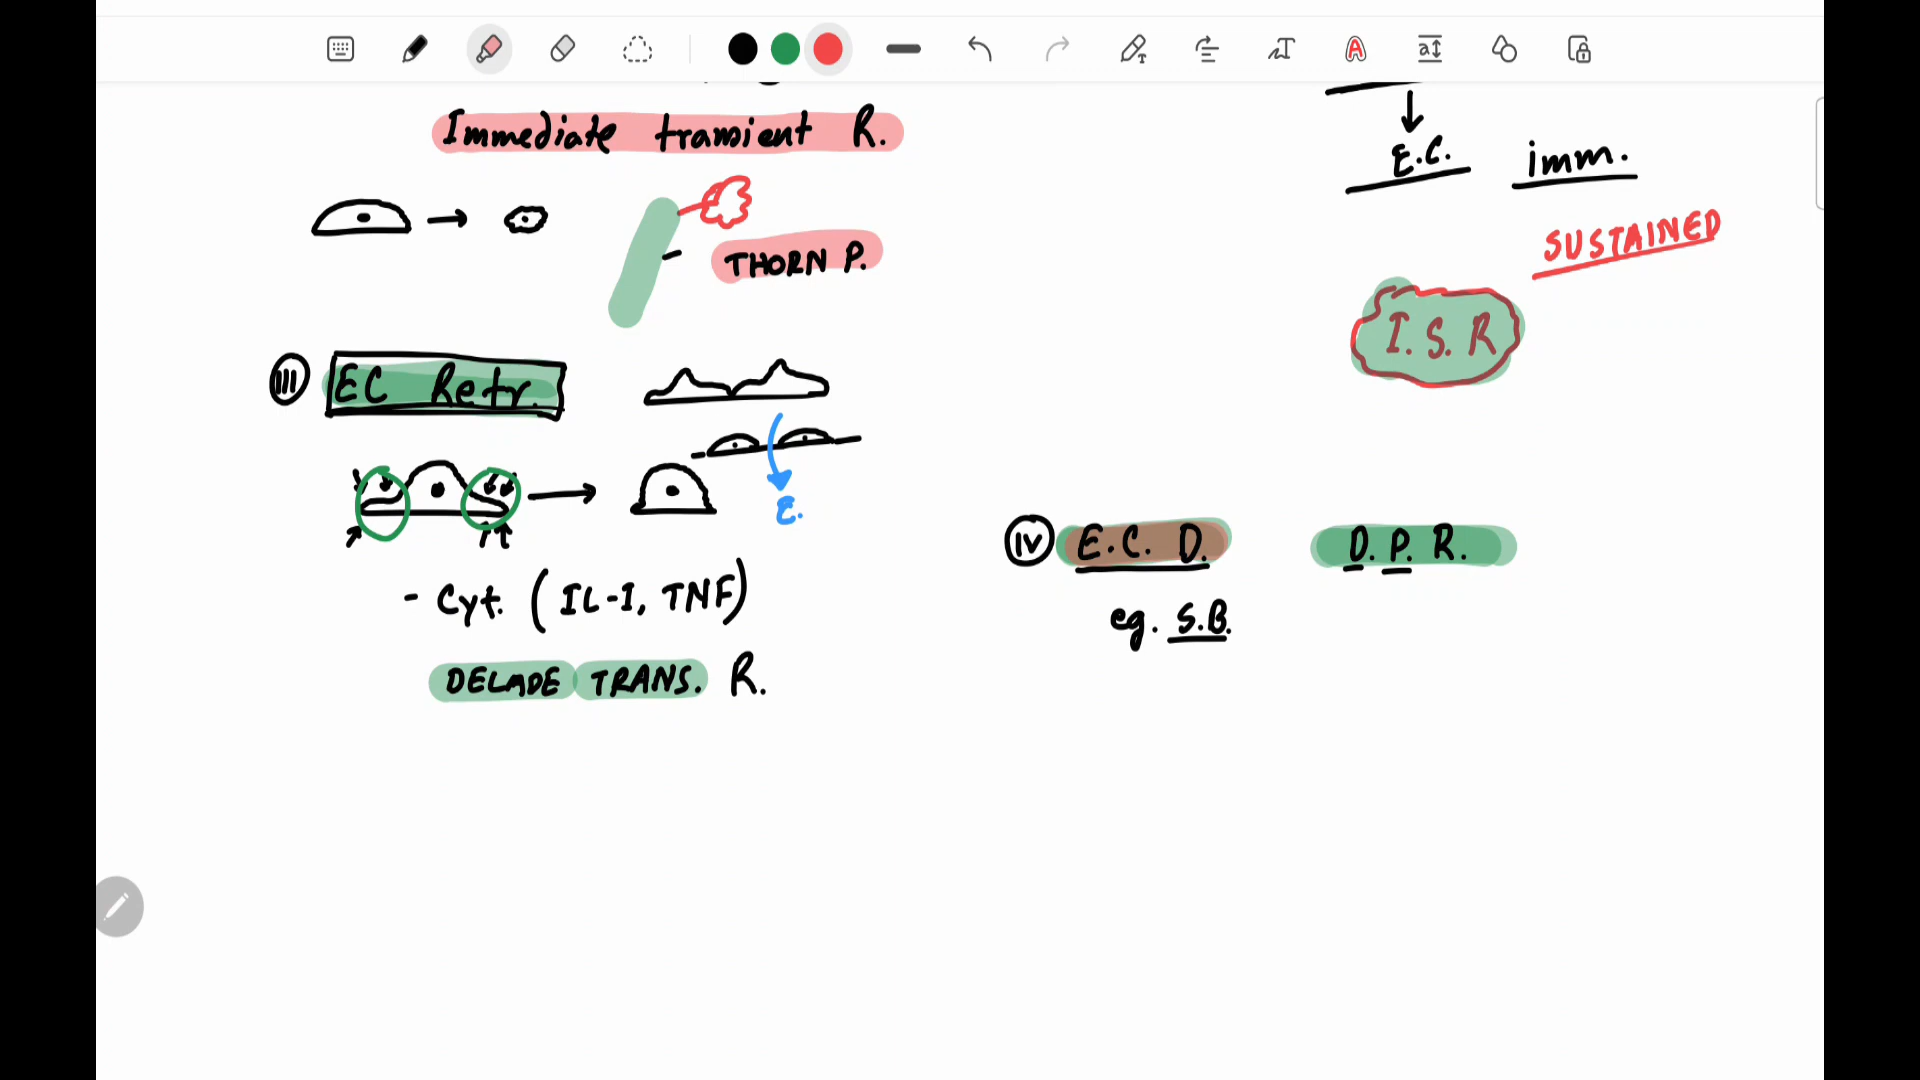 Immediate transient R.
THORN P.
iii EC Retr.
E.
- Cyt. (IL-1, TNF)
DELADE TRANS. R.
E.C. imm.
SUSTAINED
I. S. R
iv E.C. D. D. P. R.
eg. S.B.